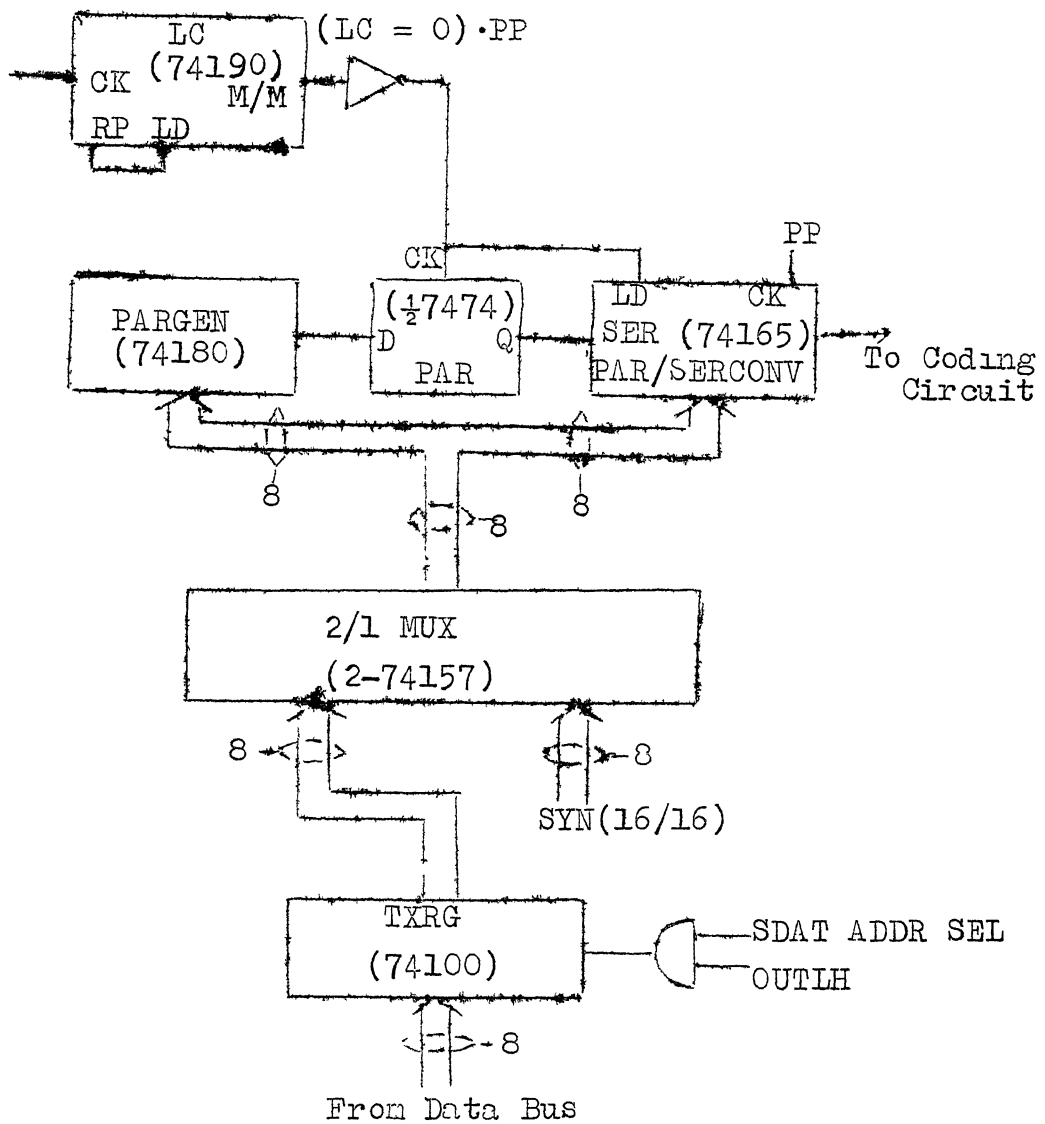 LC
(LC = 0)·PP
(74190)
CK
M/M
RP LD
CK
PP
PARGEN
(74180)
(½7474)
D
Q
PAR
LD CK
SER (74165)
PAR/SERCONV
To Coding
Circuit
8
8
8
2/1 MUX
(2-74157)
8
8
SYN(16/16)
TXRG
(74100)
SDAT ADDR SEL
OUTLH
8
From Data Bus